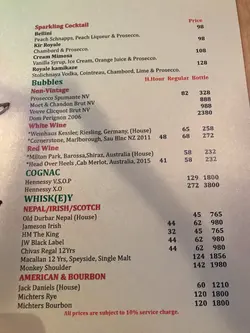 Sparkling Cocktail Price
Bellini 98
Peach Schnapps, Peach Liqueur & Prosecco.
Kir Royale 98
Chambord & Prosecco.
Cream Mimosa 108
Vanilla Syrup, Ice Cream, Orange Juice & Prosecco.
Royale kamikaze 128
Stolichnaya Vodka, Cointreau, Chambord, Lime & Prosecco.
Bubbles H.Hour Regular Bottle
Non-Vintage
Prosecco Spumante NV 82 328
Moet & Chandon Brut NV 888
Veuve Clicquot Brut NV 988
Dom Perignon 2006 2380
White Wine
*Weinhaus Kessler, Riesling, Germany, (House) 48 65 258
*Cornerstone, Marlborough, Sau Blac NZ 2011 48 68 272
Red Wine
*Milton Park, Barossa,Shiraz, Australia (House) 58 232
*Head Over Heels ,Cab Merlot, Australia, 2015 41 58 232
COGNAC
Hennessy V.S.O.P 129 1800
Hennessy X.O 272 3800
WHISK(E)Y
NEPAL/IRISH/SCOTCH
Old Durbar Nepal (House) 45 765
Jameson Irish 44 62 980
HM The King 32 45 765
JW Black Label 44 62 980
Chivas Regal 12Yrs 44 62 980
Macallan 12 Yrs, Speyside, Single Malt 124 1856
Monkey Shoulder 142 1980
AMERICAN & BOURBON
Jack Daniels (House) 60 1210
Michters Rye 120 1800
Michters Bourbon 120 1800
All prices are subject to 10% service charge.